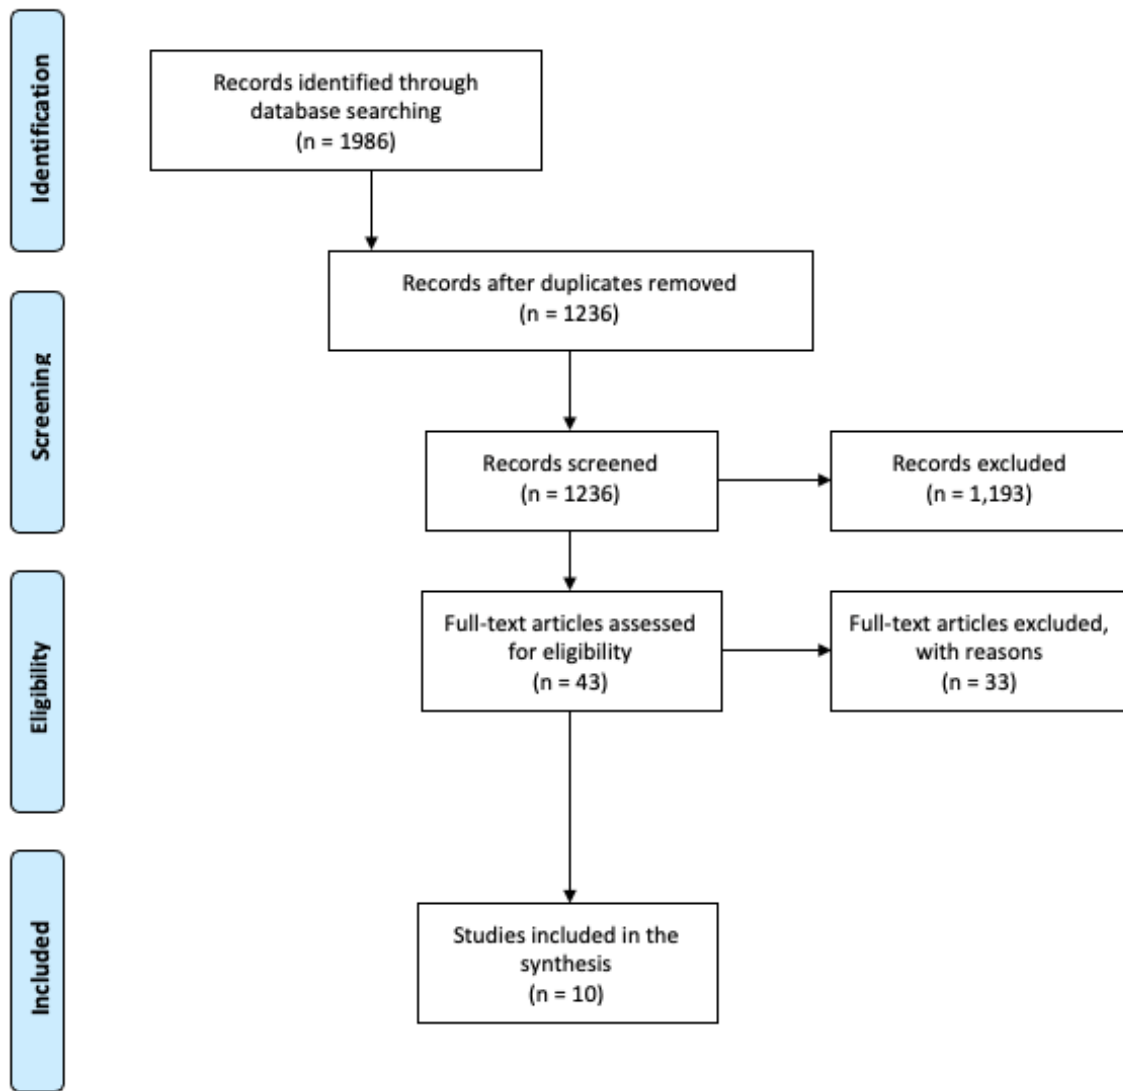 Identification
Records identified through
database searching
(n = 1986)
Records after duplicates removed
(n = 1236)
Screening
Records screened
(n = 1236)
Records excluded
(n = 1,193)
Eligibility
Full-text articles assessed
for eligibility
(n = 43)
Full-text articles excluded,
with reasons
(n = 33)
Included
Studies included in the
synthesis
(n = 10)